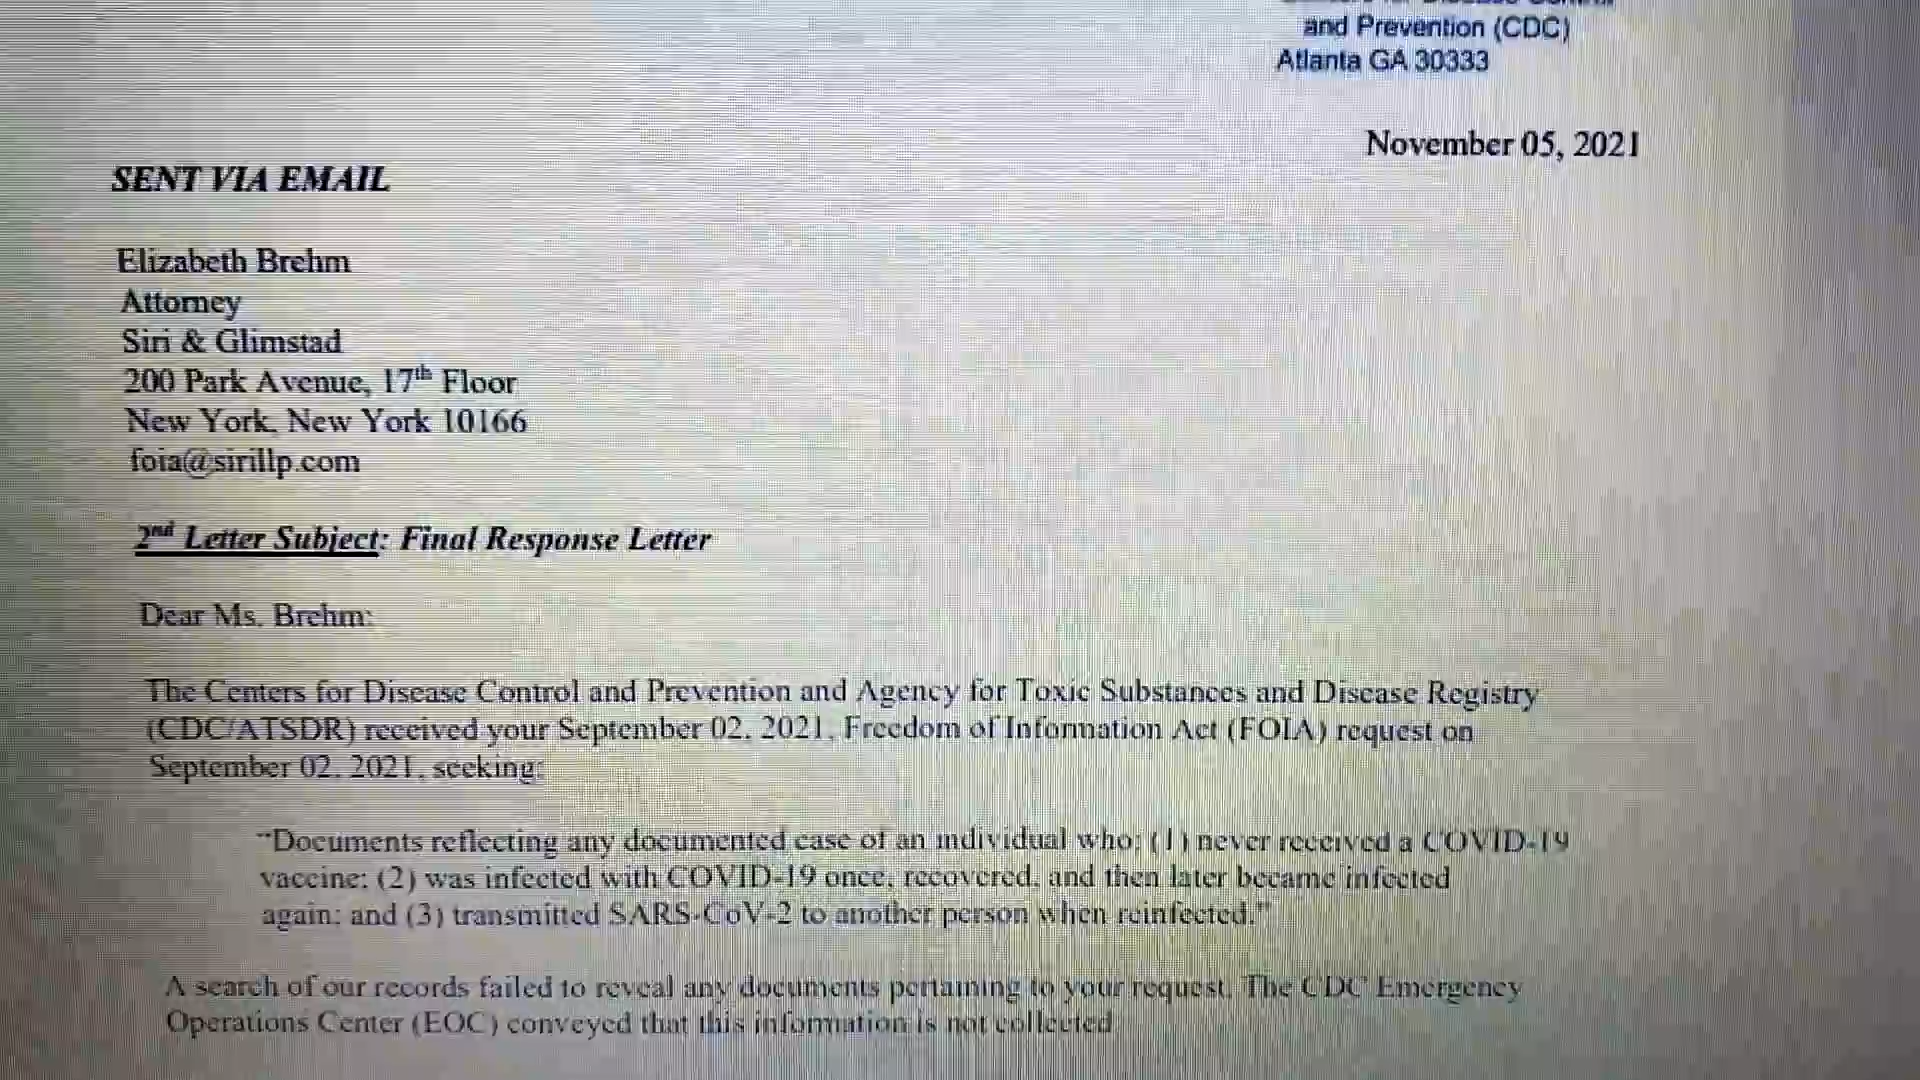 and Prevention (CDC)
Atlanta GA 30333
November 05, 2021
SENT VIA EMAIL
Elizabeth Brehm
Attorney
Siri & Glimstad
200 Park Avenue, 17th Floor
New York, New York 10166
foia@sirillp.com
2nd Letter Subject: Final Response Letter
Dear Ms. Brehm:
The Centers for Disease Control and Prevention and Agency for Toxic Substances and Disease Registry
(CDC/ATSDR) received your September 02, 2021, Freedom of Information Act (FOIA) request on
September 02, 2021, seeking:
"Documents reflecting any documented case of an individual who: (1) never received a COVID-19
vaccine; (2) was infected with COVID-19 once, recovered, and then later became infected
again; and (3) transmitted SARS-CoV-2 to another person when reinfected."
A search of our records failed to reveal any documents pertaining to your request. The CDC Emergency
Operations Center (EOC) conveyed that this information is not collected